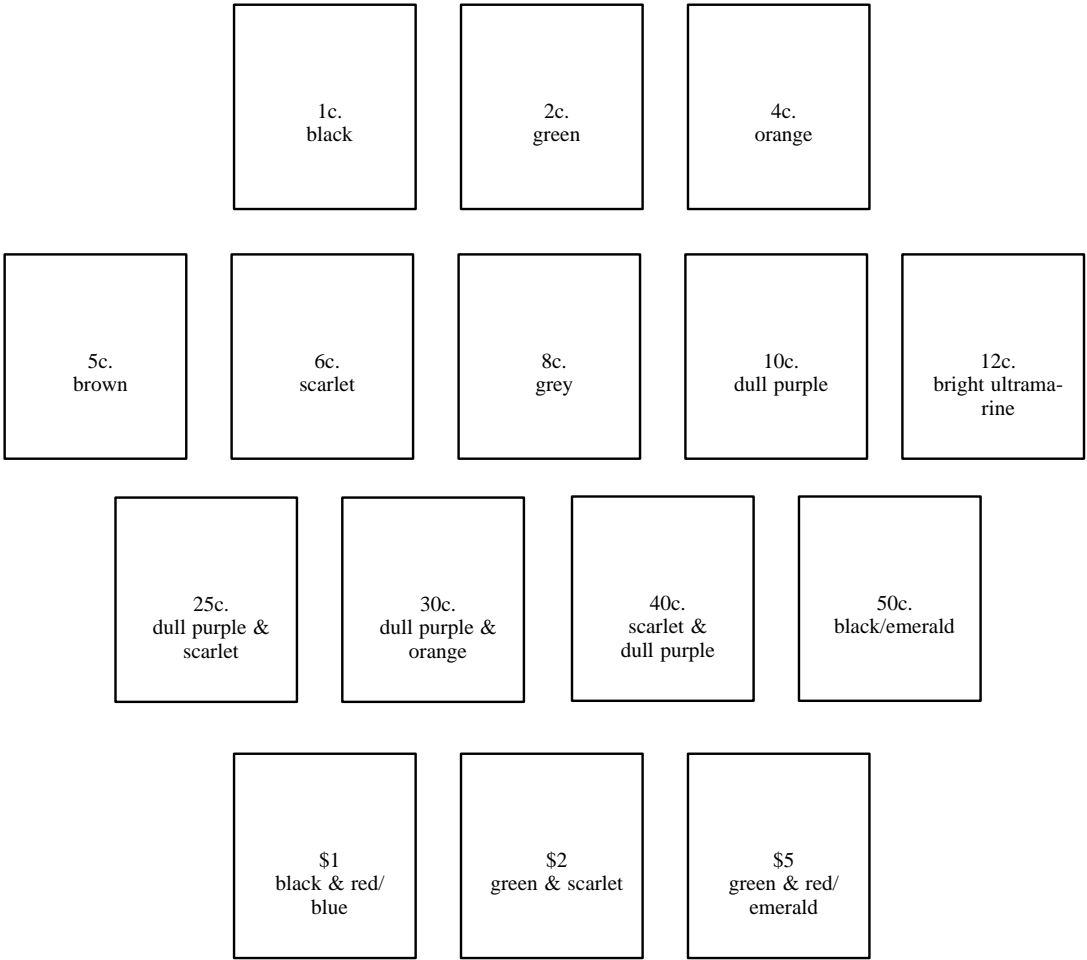 1c.
black
2c.
green
4c.
orange
5c.
brown
6c.
scarlet
8c.
grey
10c.
dull purple
12c.
bright ultrama-
rine
25c.
dull purple &
scarlet
30c.
dull purple &
orange
40c.
scarlet &
dull purple
50c.
black/emerald
$1
black & red/
blue
$2
green & scarlet
$5
green & red/
emerald